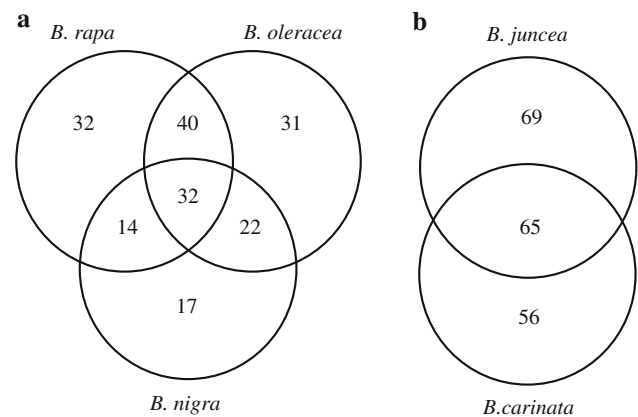 a
B. rapa
B. oleracea
32
40
31
32
14
22
17
B. nigra
b
B. juncea
69
65
56
B.carinata